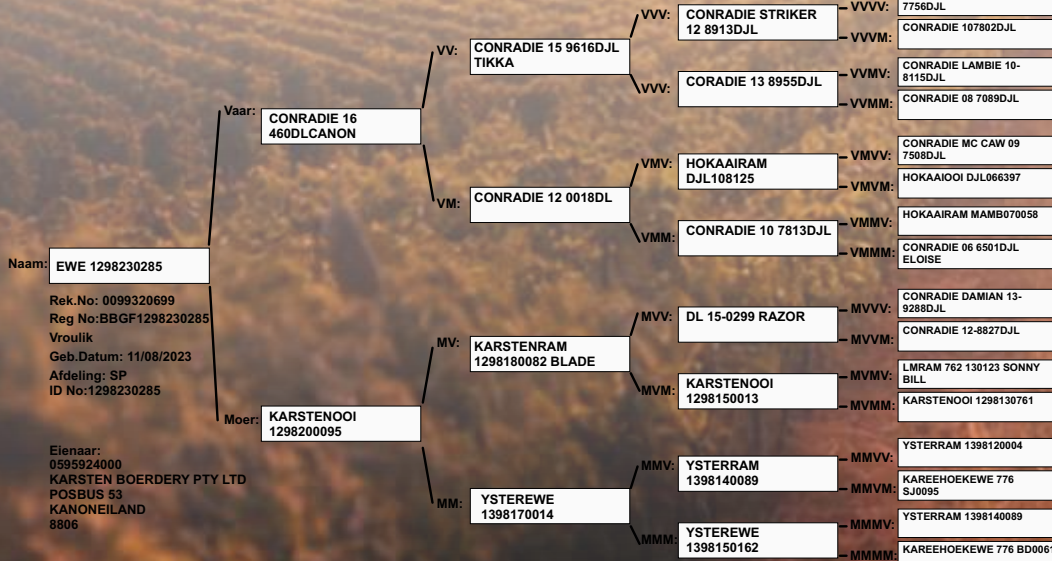 Naam:
EWE 1298230285
Rek.No: 0099320699
Reg No:BBGF1298230285
Vroulik
Geb.Datum: 11/08/2023
Afdeling: SP
ID No:1298230285
Eienaar:
0595924000
KARSTEN BOERDERY PTY LTD
POSBUS 53
KANONEILAND
8806
Vaar:
CONRADIE 16
460DLCANON
Moer:
KARSTENOOI
1298200095
VV:
CONRADIE 15 9616DJL
TIKKA
VM:
CONRADIE 12 0018DL
MV:
KARSTENRAM
1298180082 BLADE
MM:
YSTEREWE
1398170014
VVV:
CONRADIE STRIKER
12 8913DJL
VVV:
CORADIE 13 8955DJL
VMV:
HOKAAIRAM
DJL108125
VMM:
CONRADIE 10 7813DJL
MVV:
DL 15-0299 RAZOR
MVM:
KARSTENOOI
1298150013
MMV:
YSTERRAM
1398140089
MMM:
YSTEREWE
1398150162
VVVV:
7756DJL
VVVM:
CONRADIE 107802DJL
VVMV:
CONRADIE LAMBIE 10-
8115DJL
VVMM:
CONRADIE 08 7089DJL
VMVV:
CONRADIE MC CAW 09
7508DJL
VMVM:
HOKAAIOOI DJL066397
VMMV:
HOKAAIRAM MAMB070058
VMMM:
CONRADIE 06 6501DJL
ELOISE
MVVV:
CONRADIE DAMIAN 13-
9288DJL
MVVM:
CONRADIE 12-8827DJL
MVMV:
LMRAM 762 130123 SONNY
BILL
MVMM:
KARSTENOOI 1298130761
MMVV:
YSTERRAM 1398120004
MMVM:
KAREEHOEKEWE 776
SJ0095
MMMV:
YSTERRAM 1398140089
MMMM:
KAREEHOEKEWE 776 BD0061